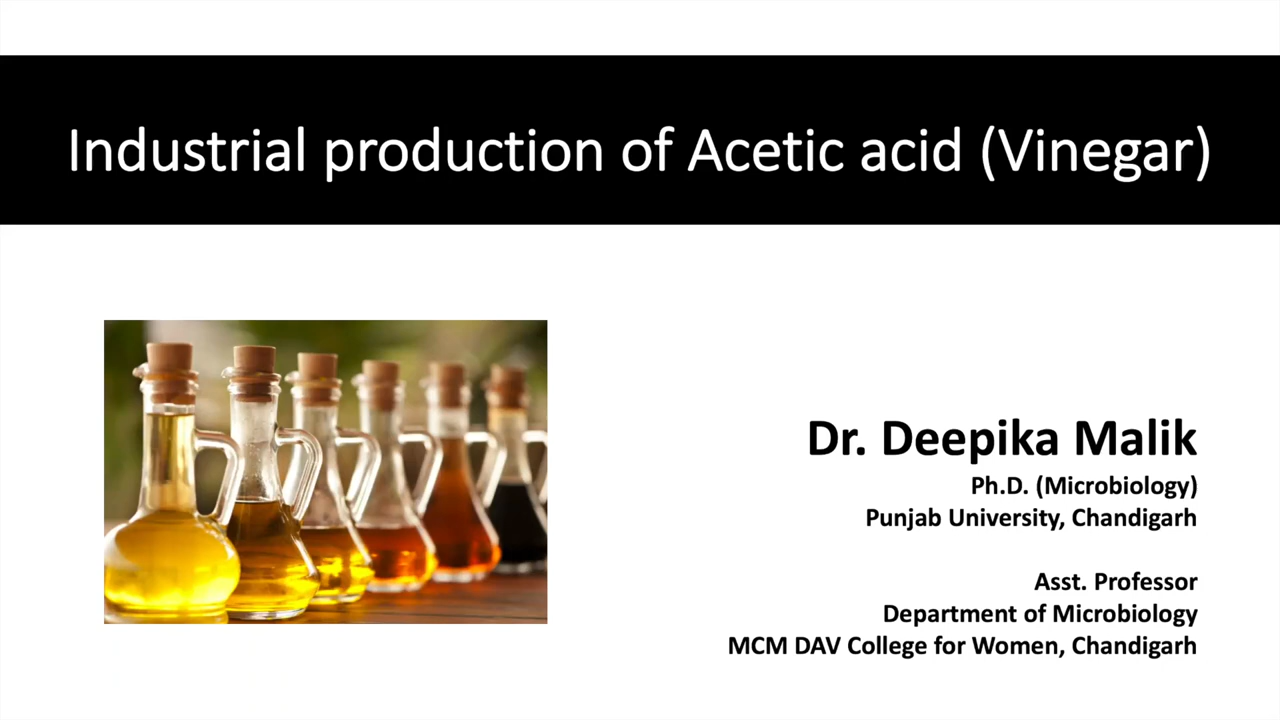 Industrial production of Acetic acid (Vinegar)
Dr. Deepika Malik
Ph.D. (Microbiology)
Punjab University, Chandigarh
Asst. Professor
Department of Microbiology
MCM DAV College for Women, Chandigarh